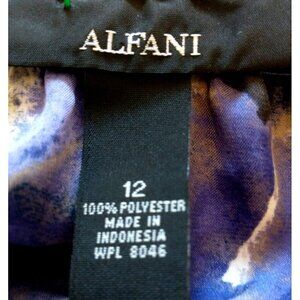 ALFANI
12
100% POLYESTER
MADE IN
INDONESIA
WPL 8046